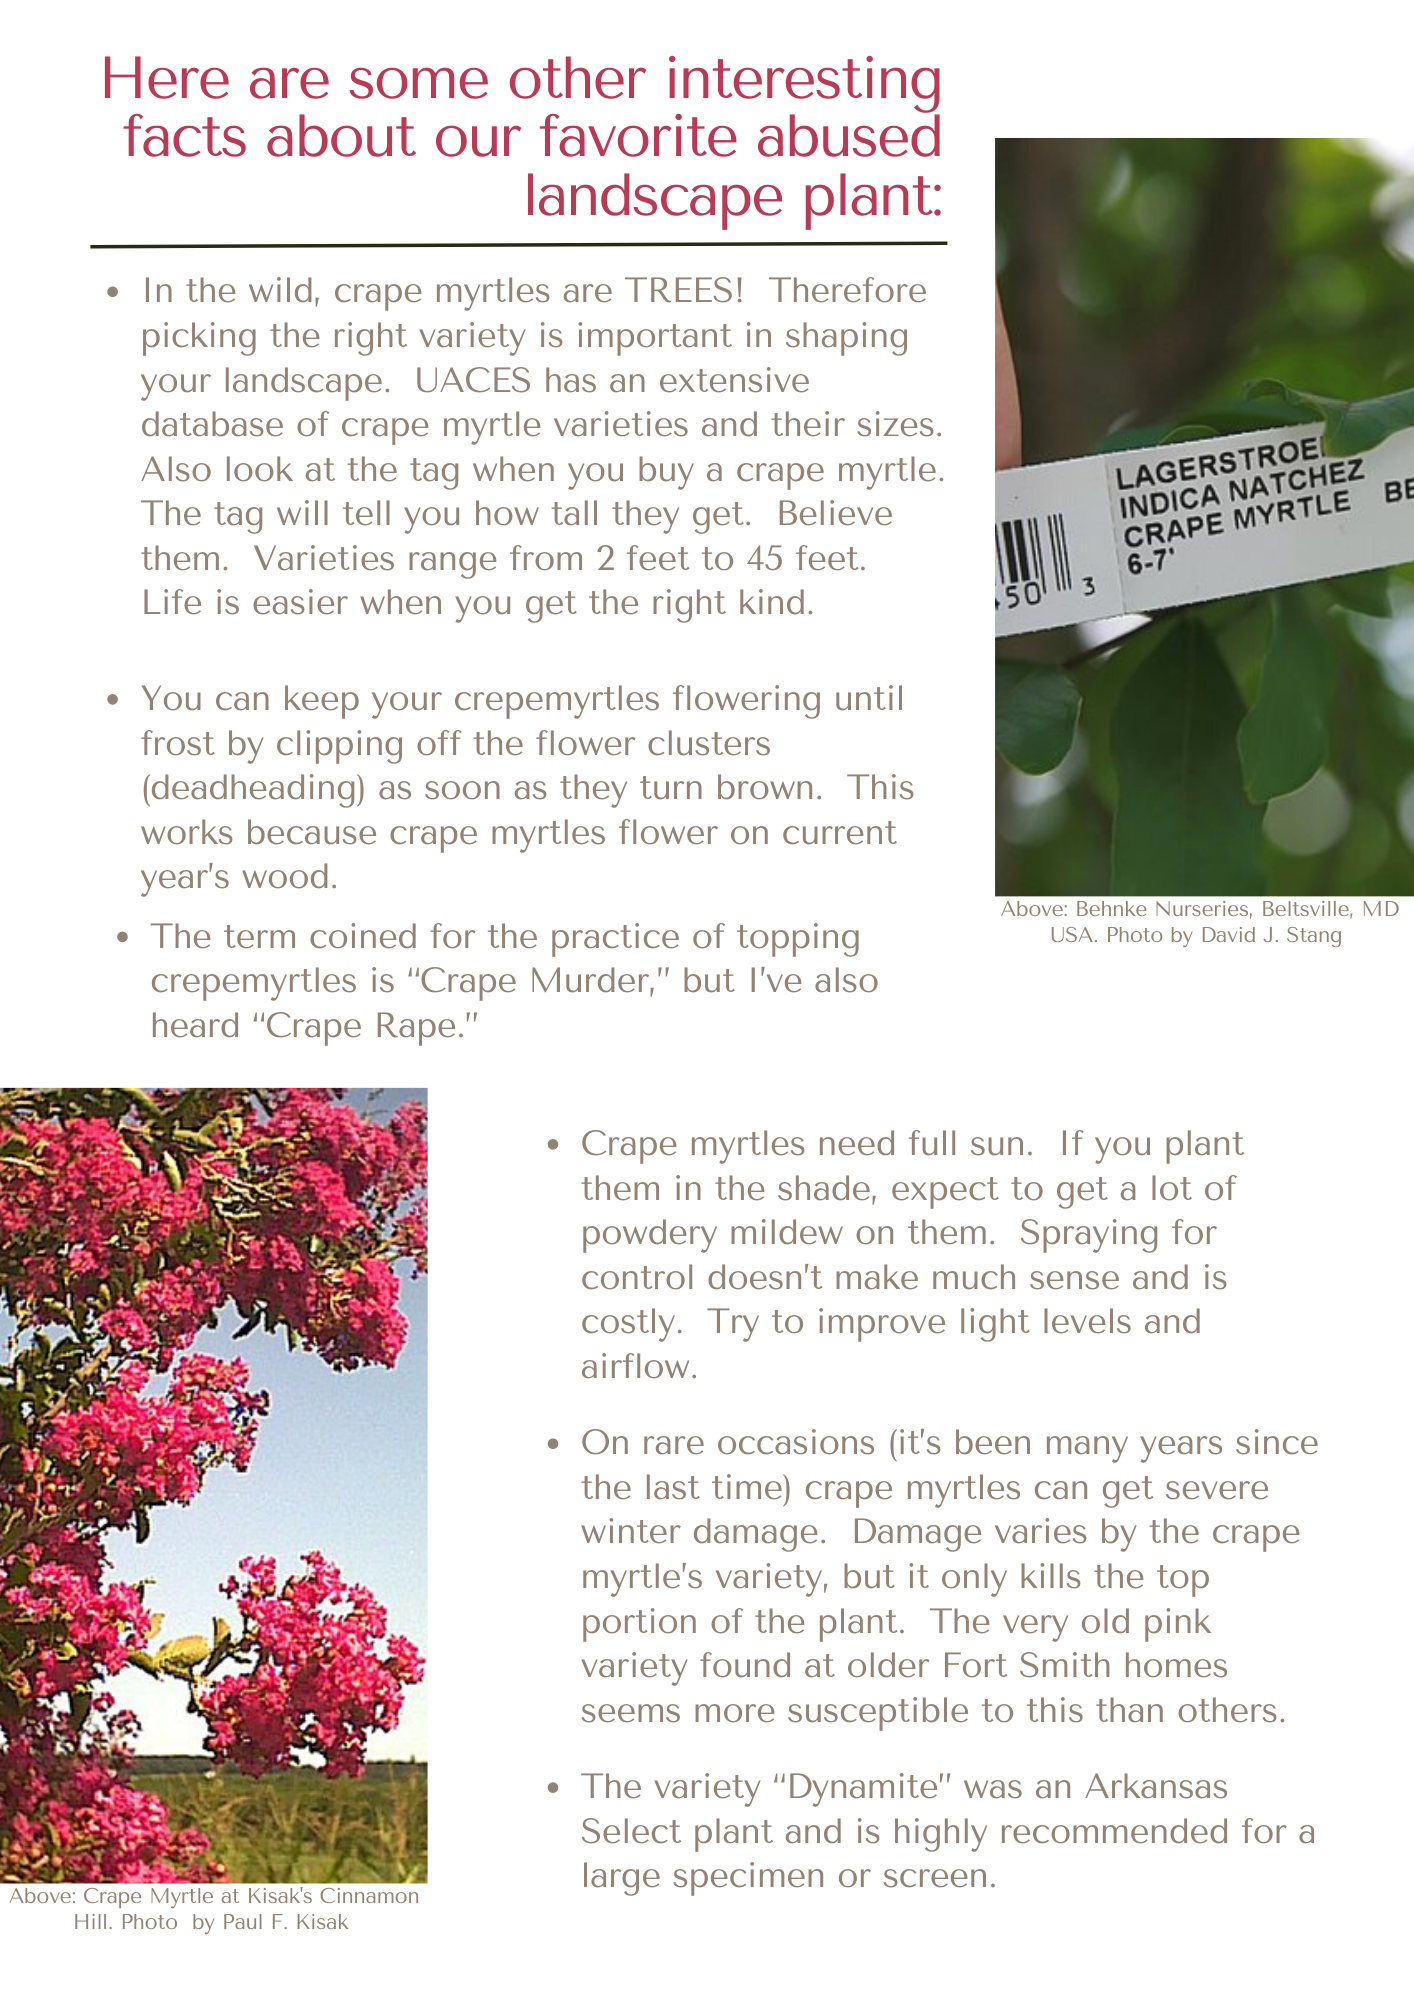 Here are some other interesting
facts about our favorite abused
landscape plant:
• In the wild, crape myrtles are TREES!  Therefore
picking the right variety is important in shaping
your landscape.  UACES has an extensive
database of crape myrtle varieties and their sizes.
Also look at the tag when you buy a crape myrtle.
The tag will tell you how tall they get.  Believe
them.  Varieties range from 2 feet to 45 feet.
Life is easier when you get the right kind.
• You can keep your crepemyrtles flowering until
frost by clipping off the flower clusters
(deadheading) as soon as they turn brown.  This
works because crape myrtles flower on current
year's wood.
• The term coined for the practice of topping
crepemyrtles is “Crape Murder,” but I've also
heard “Crape Rape.”
LAGERSTROE
INDICA NATCHEZ
CRAPE MYRTLE
6-7'
BE
50 3
Above: Behnke Nurseries, Beltsville, MD
USA. Photo by David J. Stang
• Crape myrtles need full sun.  If you plant
them in the shade, expect to get a lot of
powdery mildew on them.  Spraying for
control doesn't make much sense and is
costly.  Try to improve light levels and
airflow.
• On rare occasions (it's been many years since
the last time) crape myrtles can get severe
winter damage.  Damage varies by the crape
myrtle's variety, but it only kills the top
portion of the plant.  The very old pink
variety found at older Fort Smith homes
seems more susceptible to this than others.
• The variety “Dynamite” was an Arkansas
Select plant and is highly recommended for a
large specimen or screen.
Above: Crape Myrtle at Kisak's Cinnamon
Hill. Photo  by Paul F. Kisak